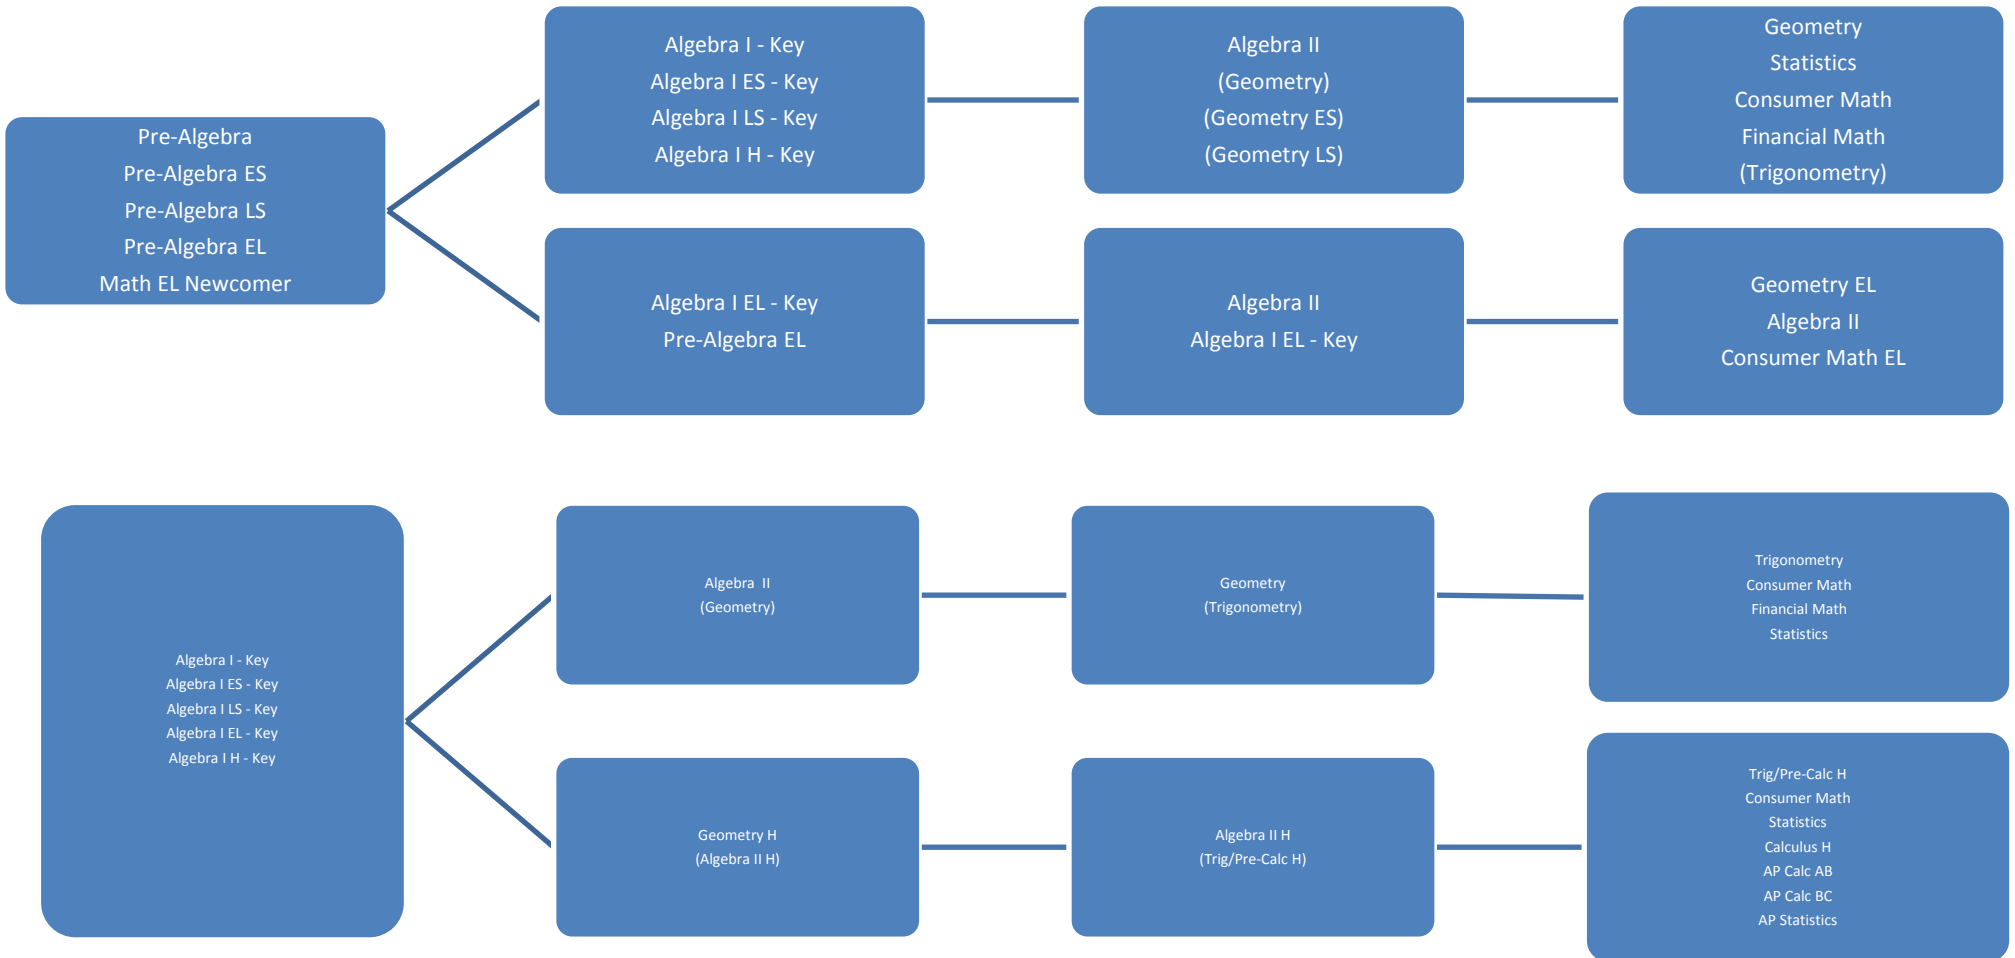 Pre-Algebra
Pre-Algebra ES
Pre-Algebra LS
Pre-Algebra EL
Math EL Newcomer
Algebra I - Key
Algebra I ES - Key
Algebra I LS - Key
Algebra I H - Key
Algebra II
(Geometry)
(Geometry ES)
(Geometry LS)
Geometry
Statistics
Consumer Math
Financial Math
(Trigonometry)
Algebra I EL - Key
Pre-Algebra EL
Algebra II
Algebra I EL - Key
Geometry EL
Algebra II
Consumer Math EL
Algebra I - Key
Algebra I ES - Key
Algebra I LS - Key
Algebra I EL - Key
Algebra I H - Key
Algebra  II
(Geometry)
Geometry
(Trigonometry)
Trigonometry
Consumer Math
Financial Math
Statistics
Geometry H
(Algebra II H)
Algebra II H
(Trig/Pre-Calc H)
Trig/Pre-Calc H
Consumer Math
Statistics
Calculus H
AP Calc AB
AP Calc BC
AP Statistics